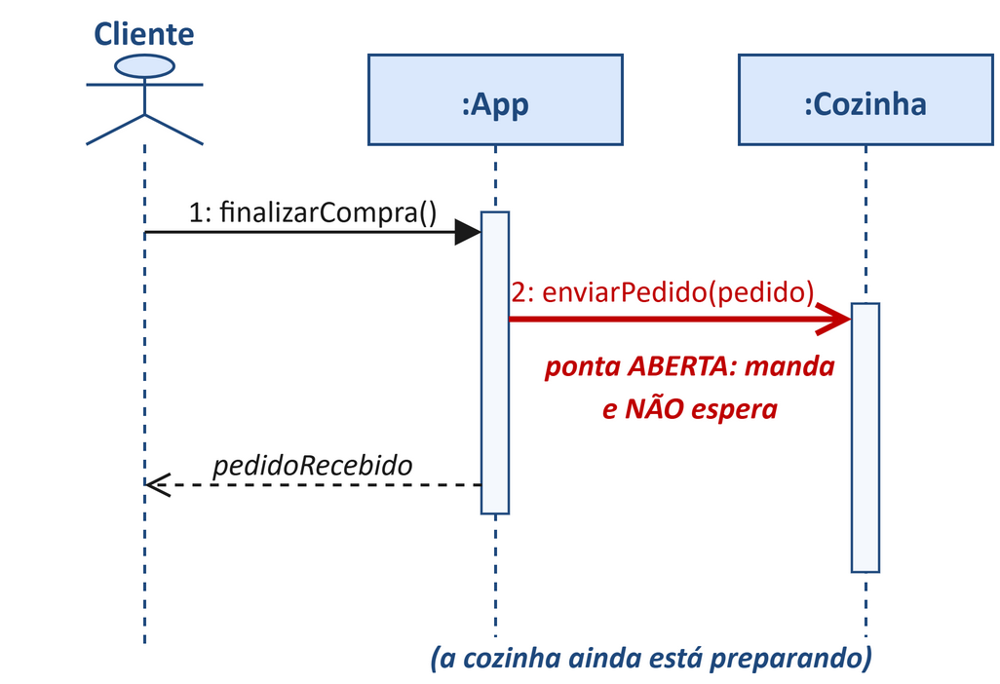 Cliente
:App
:Cozinha
1: finalizarCompra()
2: enviarPedido(pedido)
ponta ABERTA: manda
e NÃO espera
pedidoRecebido
(a cozinha ainda está preparando)